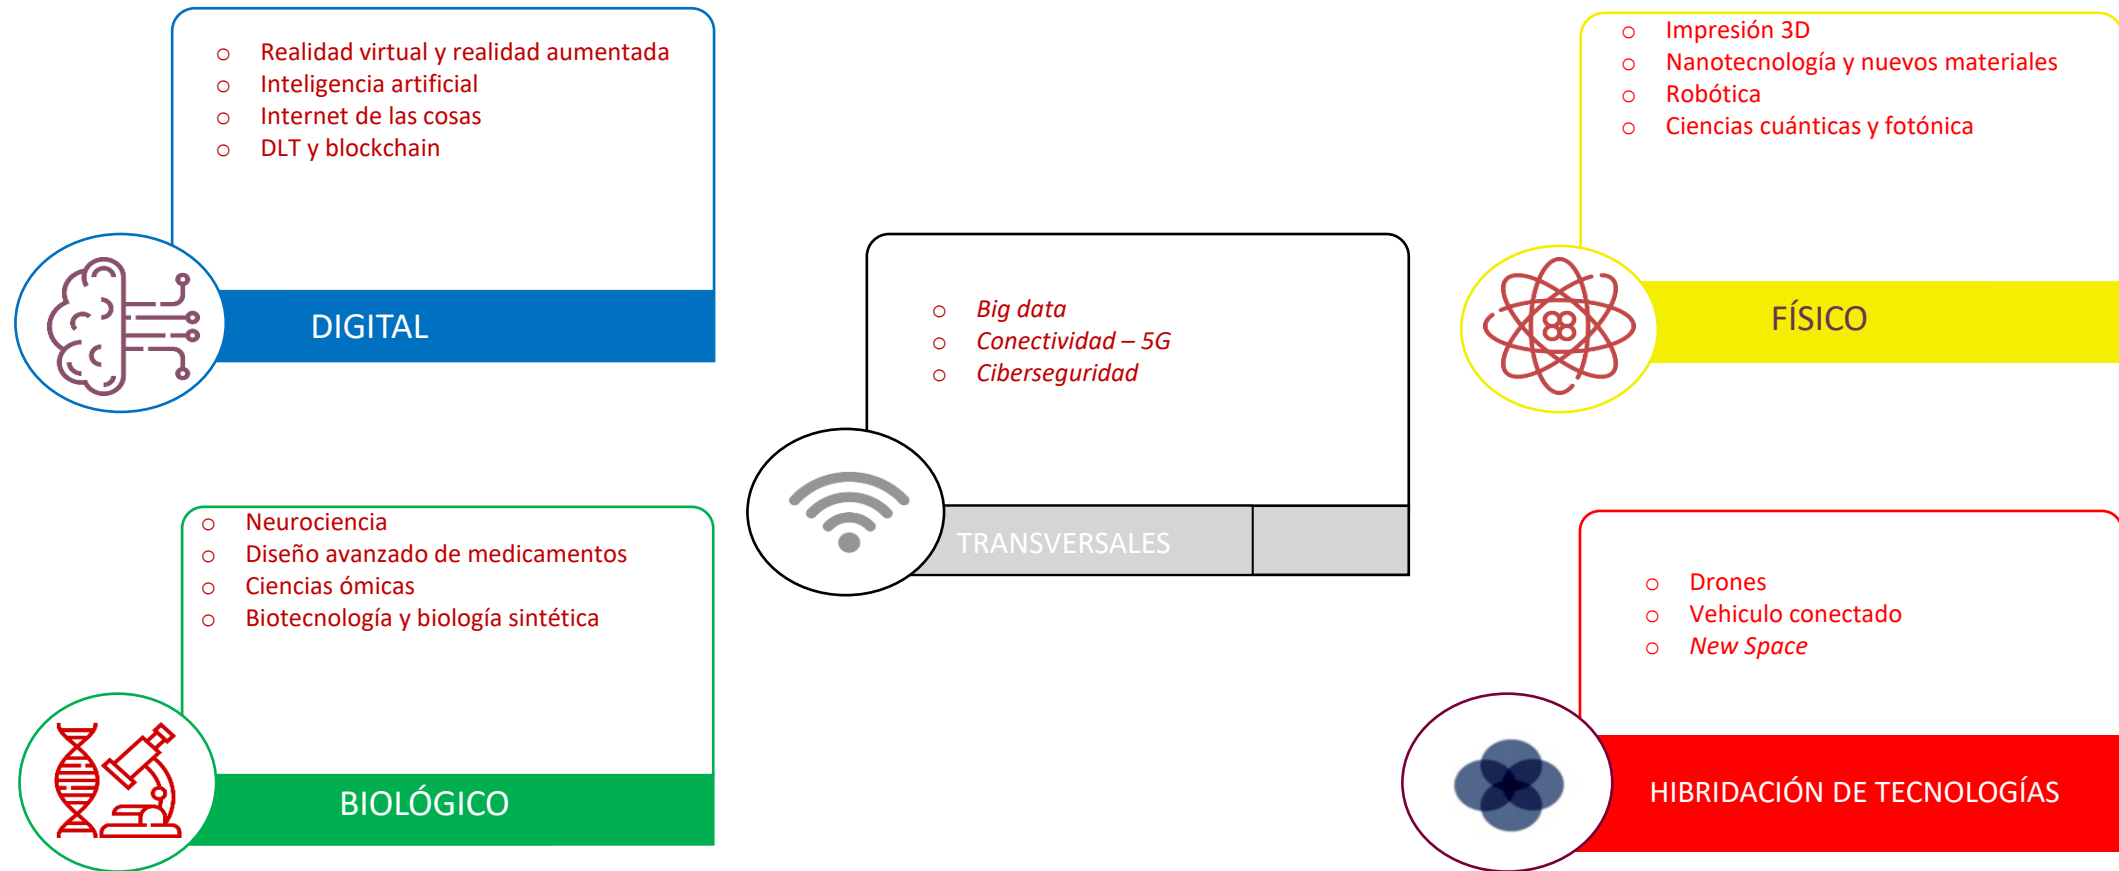 o Realidad virtual y realidad aumentada
o Inteligencia artificial
o Internet de las cosas
o DLT y blockchain
DIGITAL
o Impresión 3D
o Nanotecnología y nuevos materiales
o Robótica
o Ciencias cuánticas y fotónica
FÍSICO
o Big data
o Conectividad – 5G
o Ciberseguridad
TRANSVERSALES
o Neurociencia
o Diseño avanzado de medicamentos
o Ciencias ómicas
o Biotecnología y biología sintética
BIOLÓGICO
o Drones
o Vehiculo conectado
o New Space
HIBRIDACIÓN DE TECNOLOGÍAS